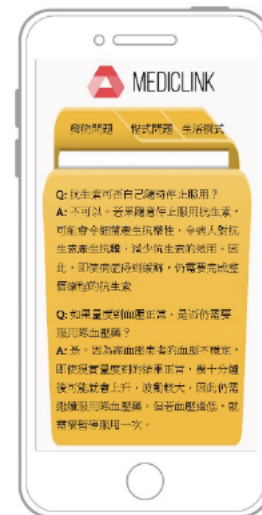 MEDICLINK
藥物問題 程式問題 生活模式
Q: 抗生素可否自己隨時停止服用？
A: 不可以。若果隨意停止服用抗生素，
可能會令細菌產生抗藥性，令病人對抗
生素產生抗體，減少抗生素的效用。因
此，即使病症得到緩解，仍需要完成整
個療程的抗生素
Q: 如果量度到血壓正常，是否仍需要
服用降血壓藥？
A: 是。因為高血壓患者的血壓不穩定，
即使現實量度到的結果正常，幾十分鐘
後可能就會上升，波動較大，因此仍需
繼續服用降血壓藥。但若血壓過低，就
需要暫停服用一次。